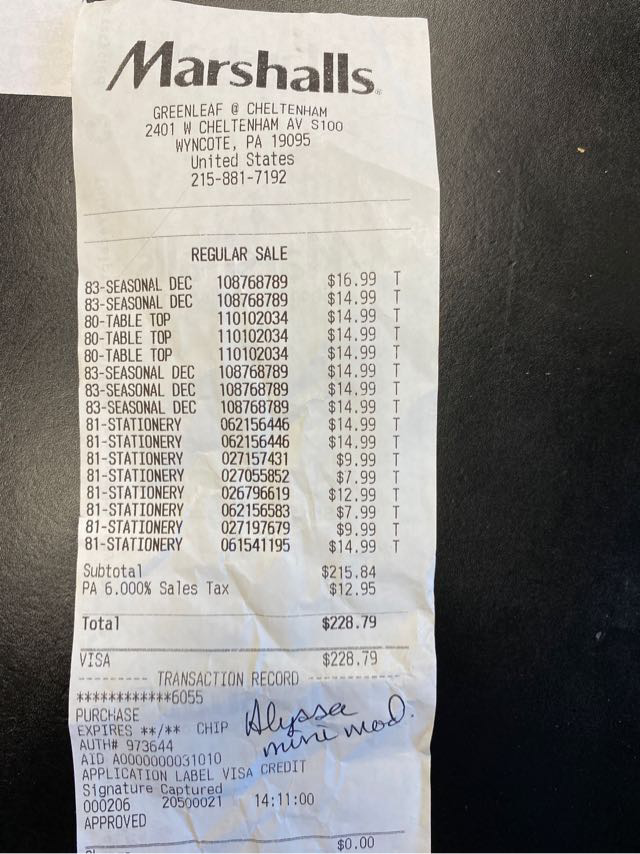 Marshalls®
GREENLEAF @ CHELTENHAM
2401 W CHELTENHAM AV S100
WYNCOTE, PA 19095
United States
215-881-7192
REGULAR SALE
83-SEASONAL DEC 108768789 $16.99 T
83-SEASONAL DEC 108768789 $14.99 T
80-TABLE TOP 110102034 $14.99 T
80-TABLE TOP 110102034 $14.99 T
80-TABLE TOP 110102034 $14.99 T
83-SEASONAL DEC 108768789 $14.99 T
83-SEASONAL DEC 108768789 $14.99 T
83-SEASONAL DEC 108768789 $14.99 T
81-STATIONERY 062156446 $14.99 T
81-STATIONERY 062156446 $14.99 T
81-STATIONERY 027157431 $9.99 T
81-STATIONERY 027055852 $7.99 T
81-STATIONERY 026796619 $12.99 T
81-STATIONERY 062156583 $7.99 T
81-STATIONERY 027197679 $9.99 T
81-STATIONERY 061541195 $14.99 T
Subtotal $215.84
PA 6.000% Sales Tax $12.95
Total $228.79
VISA $228.79
--------- TRANSACTION RECORD ------------
************6055
PURCHASE
EXPIRES **/** CHIP
Alyssa
mini mod.
AUTH# 973644
AID A0000000031010
APPLICATION LABEL VISA CREDIT
Signature Captured
000206 20500021 14:11:00
APPROVED
$0.00